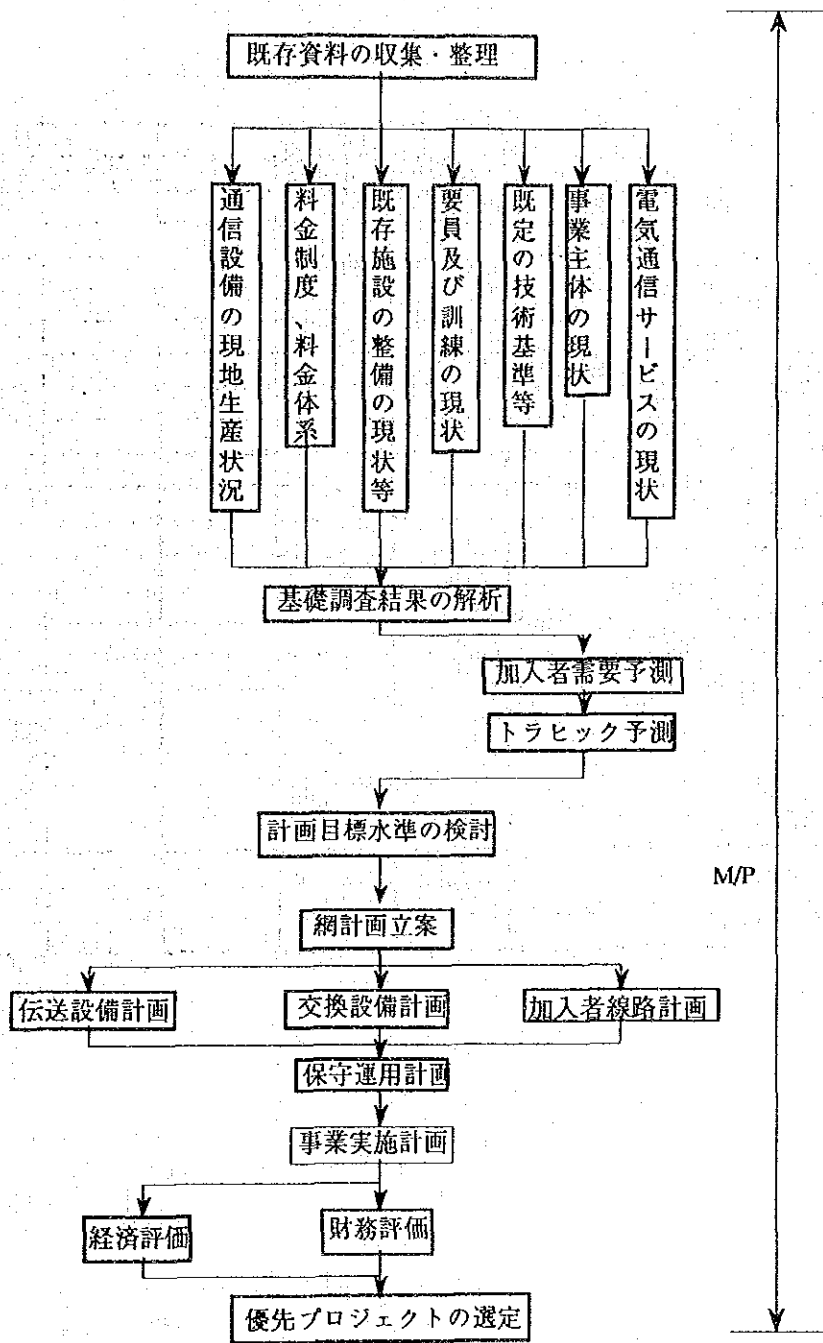 既存資料の収集・整理
通信設備の現地生産状況
料金制度、料金体系
既存施設の整備の現状等
要員及び訓練の現状
既定の技術基準等
事業主体の現状
電気通信サービスの現状
基礎調査結果の解析
加入者需要予測
トラヒック予測
計画目標水準の検討
M/P
網計画立案
伝送設備計画
交換設備計画
加入者線路計画
保守運用計画
事業実施計画
経済評価
財務評価
優先プロジェクトの選定